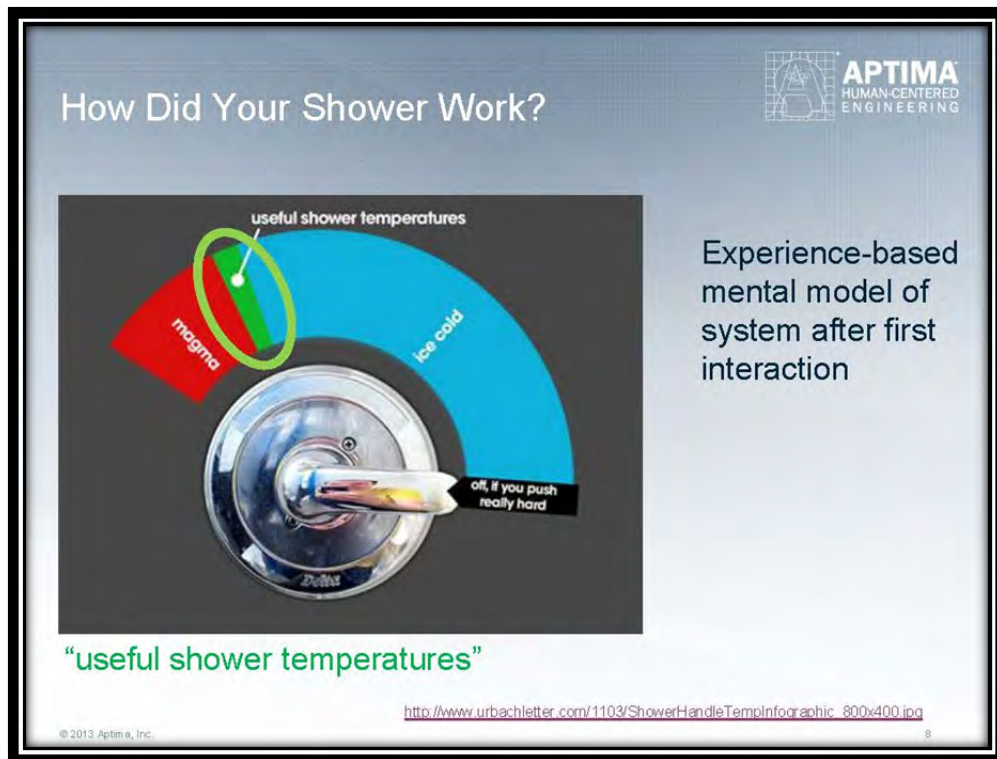 How Did Your Shower Work?
APTIMA
HUMAN-CENTERED
ENGINEERING
useful shower temperatures
magma
ice cold
off, if you push
really hard
Delta
Experience-based
mental model of
system after first
interaction
“useful shower temperatures”
http://www.urbachletter.com/1103/ShowerHandleTempInfographic_800x400.jpg
© 2013 Aptima, Inc.
8